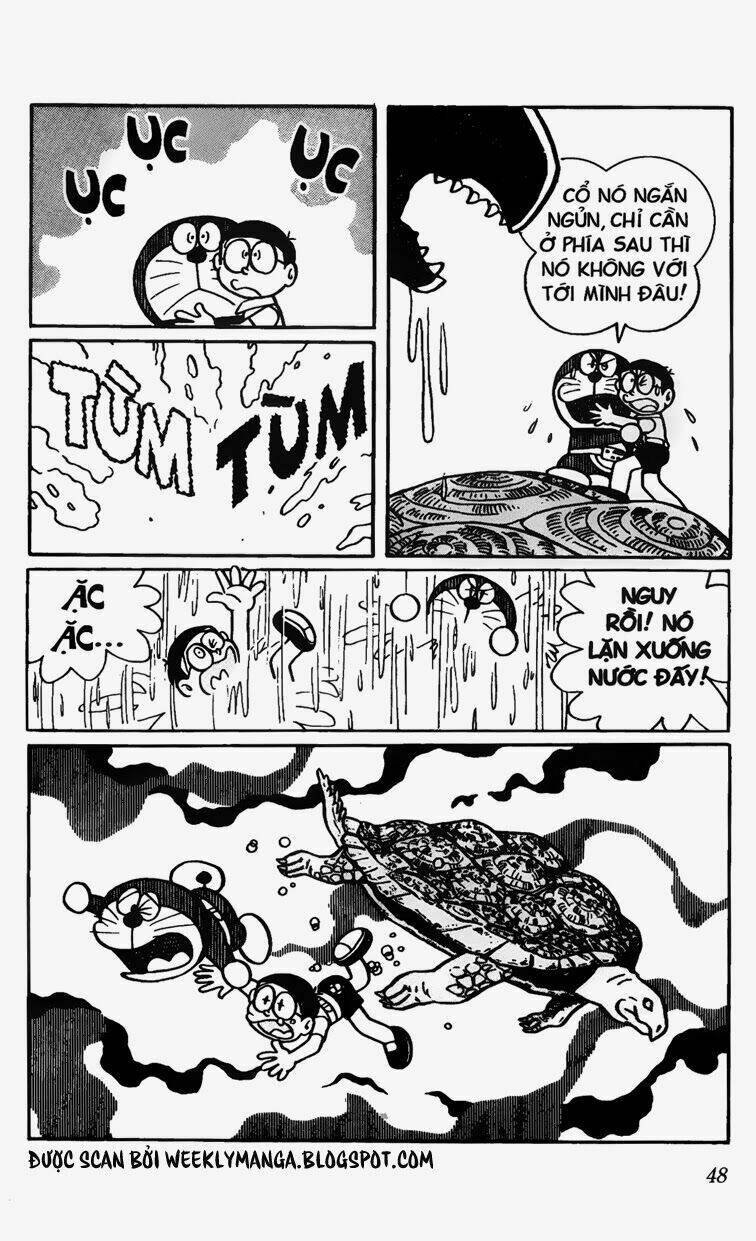 ỤC
ỤC
ỤC
CỔ NÓ NGẮN
NGỦN, CHỈ CẦN
Ở PHÍA SAU THÌ
NÓ KHÔNG VỚI
TỚI MÌNH ĐÂU!
TÙM
TÙM
ẶC
ẶC...
NGUY
RỒI! NÓ
LẶN XUỐNG
NƯỚC ĐẤY!
ĐƯỢC SCAN BỞI WEEKLYMANGA.BLOGSPOT.COM
48